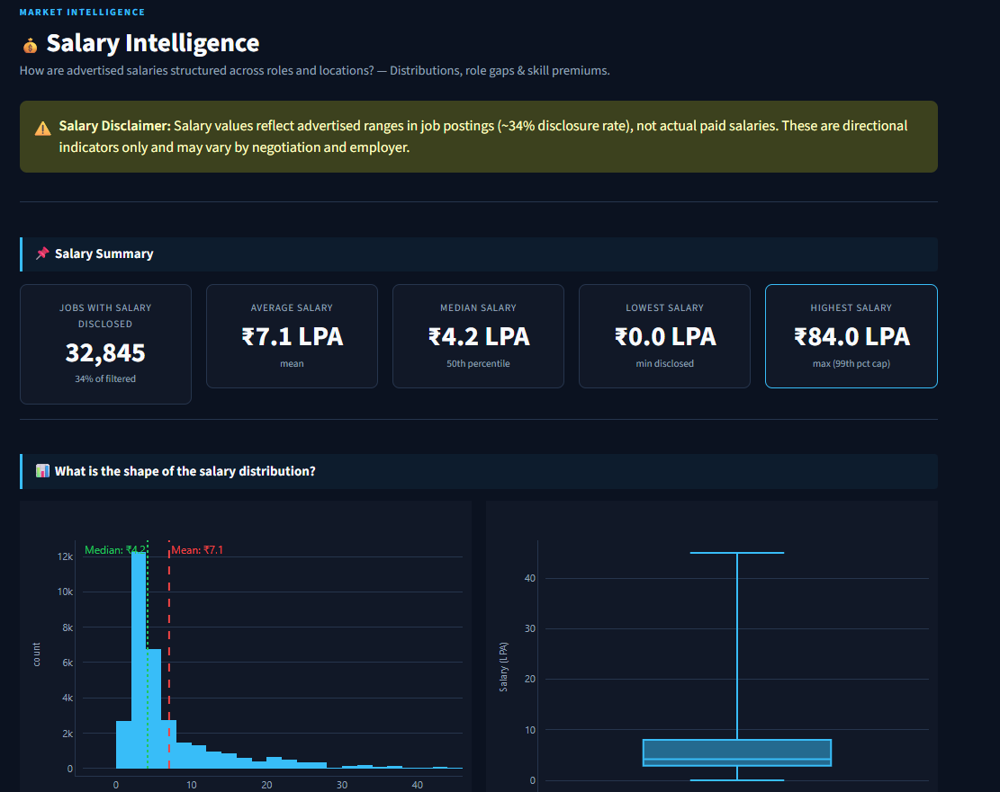 MARKET INTELLIGENCE
Salary Intelligence
How are advertised salaries structured across roles and locations? — Distributions, role gaps & skill premiums.
Salary Disclaimer: Salary values reflect advertised ranges in job postings (~34% disclosure rate), not actual paid salaries. These are directional
indicators only and may vary by negotiation and employer.
Salary Summary
JOBS WITH SALARY
DISCLOSED
32,845
34% of filtered
AVERAGE SALARY
₹7.1 LPA
mean
MEDIAN SALARY
₹4.2 LPA
50th percentile
LOWEST SALARY
₹0.0 LPA
min disclosed
HIGHEST SALARY
₹84.0 LPA
max (99th pct cap)
What is the shape of the salary distribution?
Median: ₹4.2
Mean: ₹7.1
12k
10k
8k
6k
4k
2k
0
count
0 10 20 30 40
40
30
20
10
0
Salary (LPA)